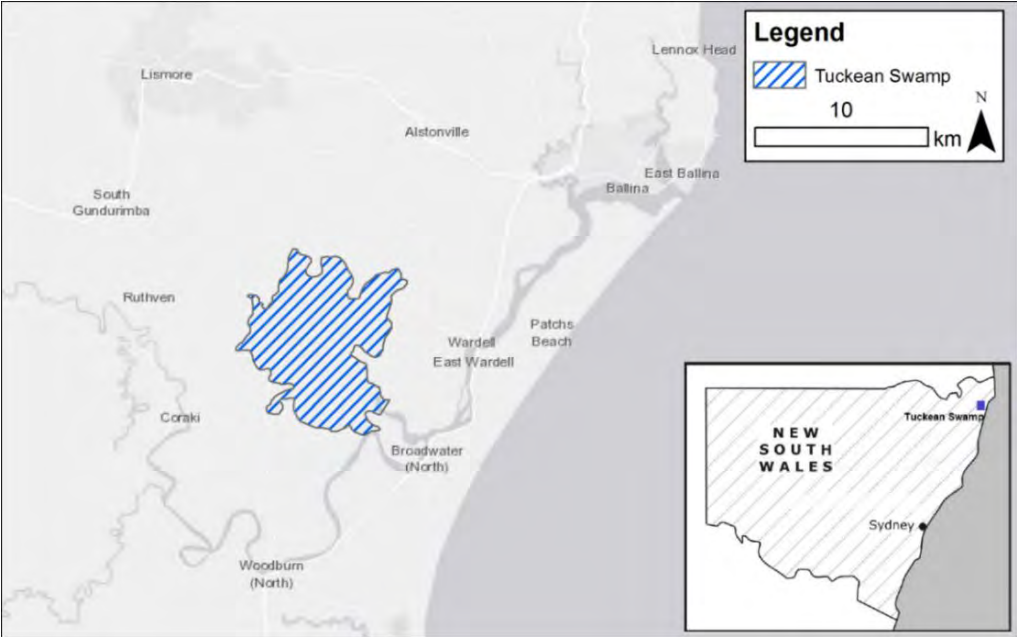 Legend
Tuckean Swamp
10
km
N
Lennox Head
Lismore
Alstonville
East Ballina
Ballina
South
Gundurimba
Ruthven
Patchs
Beach
Wardell
East Wardell
Coraki
Broadwater
(North)
Woodburn
(North)
Tuckean Swamp
NEW
SOUTH
WALES
Sydney